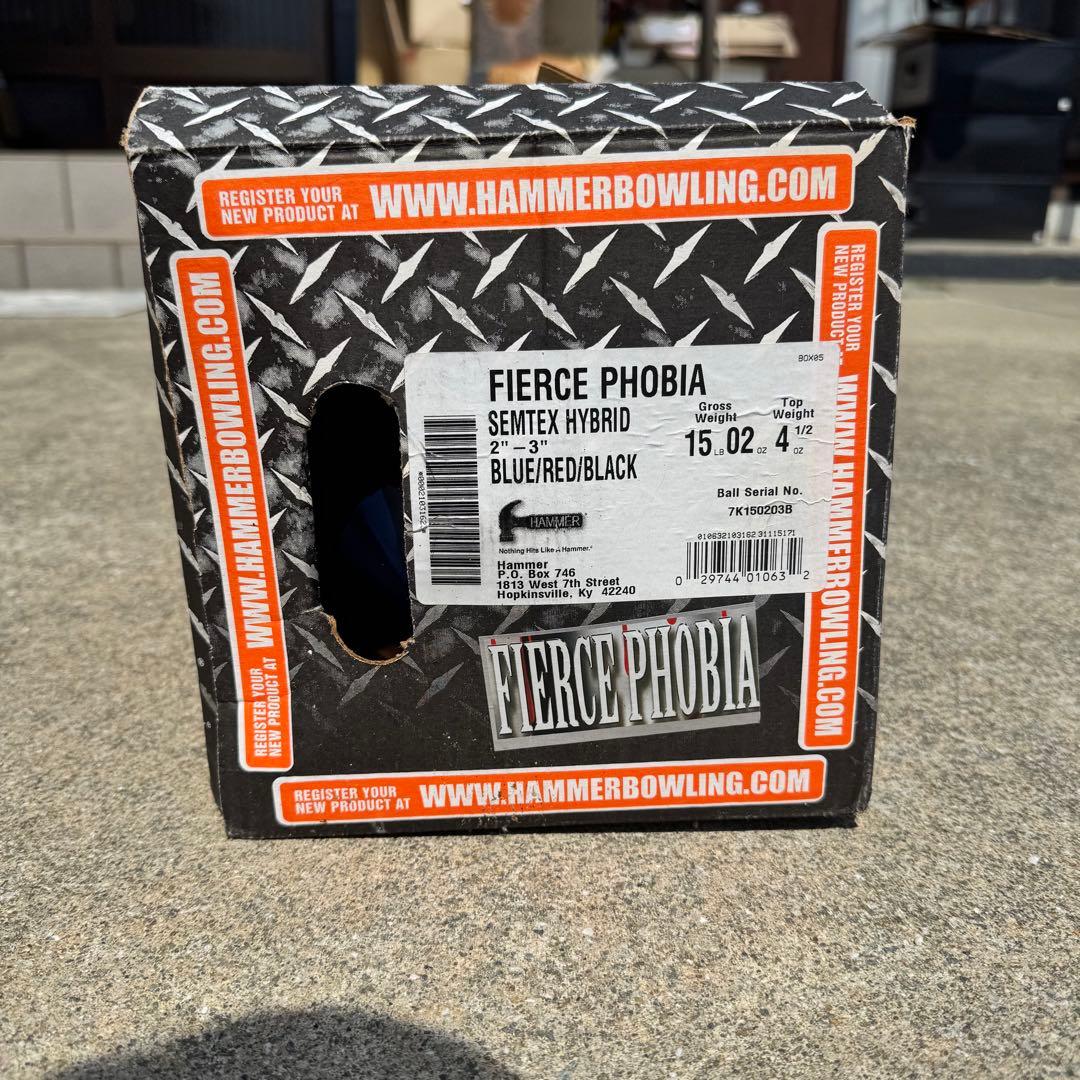 REGISTER YOUR
NEW PRODUCT AT
WWW.HAMMERBOWLING.COM
REGISTER YOUR
NEW PRODUCT AT
WWW.HAMMERBOWLING.COM
REGISTER YOUR
NEW PRODUCT
WWW.HAMMERBOWLING.COM
BOX05
FIERCE PHOBIA
SEMTEX HYBRID
2" – 3"
BLUE/RED/BLACK
Gross
Weight
15 LB 02 OZ
Top
Weight
4 1/2
OZ
Ball Serial No.
7K150203B
HAMMER
Nothing Hits Like A Hammer.
Hammer
P.O. Box 746
1813 West 7th Street
Hopkinsville, Ky 42240
01063210316231115171
0 29744 01063 2
FIERCE PHOBIA
REGISTER YOUR
NEW PRODUCT AT
WWW.HAMMERBOWLING.COM